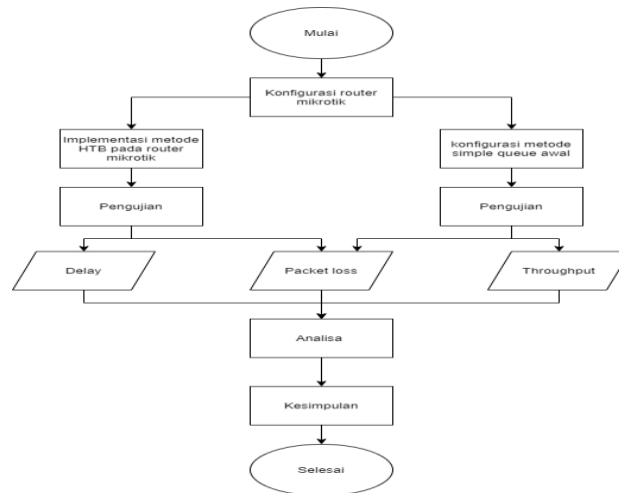 Mulai
Konfigurasi router
mikrotik
Implementasi metode
HTB pada router
mikrotik
konfigurasi metode
simple queue awal
Pengujian
Pengujian
Delay
Packet loss
Throughput
Analisa
Kesimpulan
Selesai